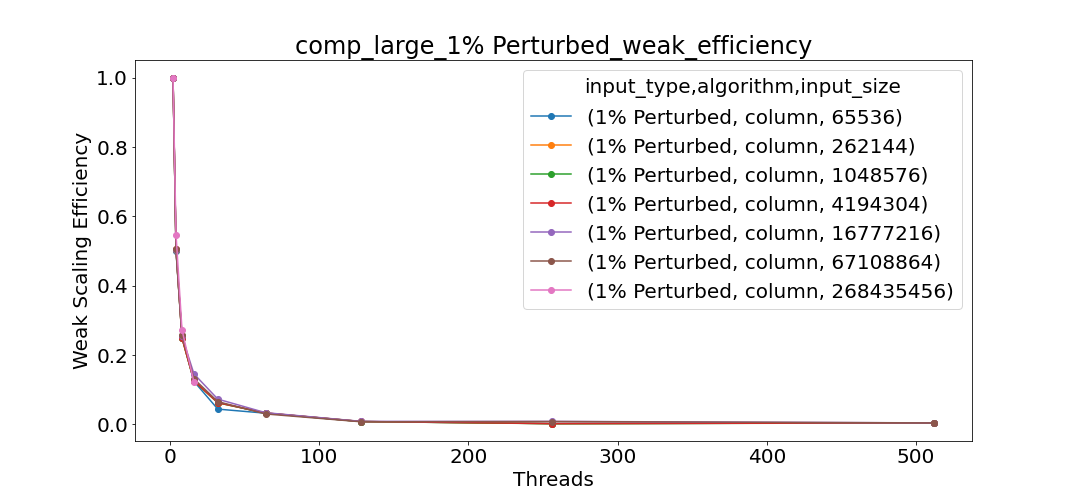 comp_large_1% Perturbed_weak_efficiency
Weak Scaling Efficiency
1.0
0.8
0.6
0.4
0.2
0.0
input_type,algorithm,input_size
(1% Perturbed, column, 65536)
(1% Perturbed, column, 262144)
(1% Perturbed, column, 1048576)
(1% Perturbed, column, 4194304)
(1% Perturbed, column, 16777216)
(1% Perturbed, column, 67108864)
(1% Perturbed, column, 268435456)
0 100 200 300 400 500
Threads